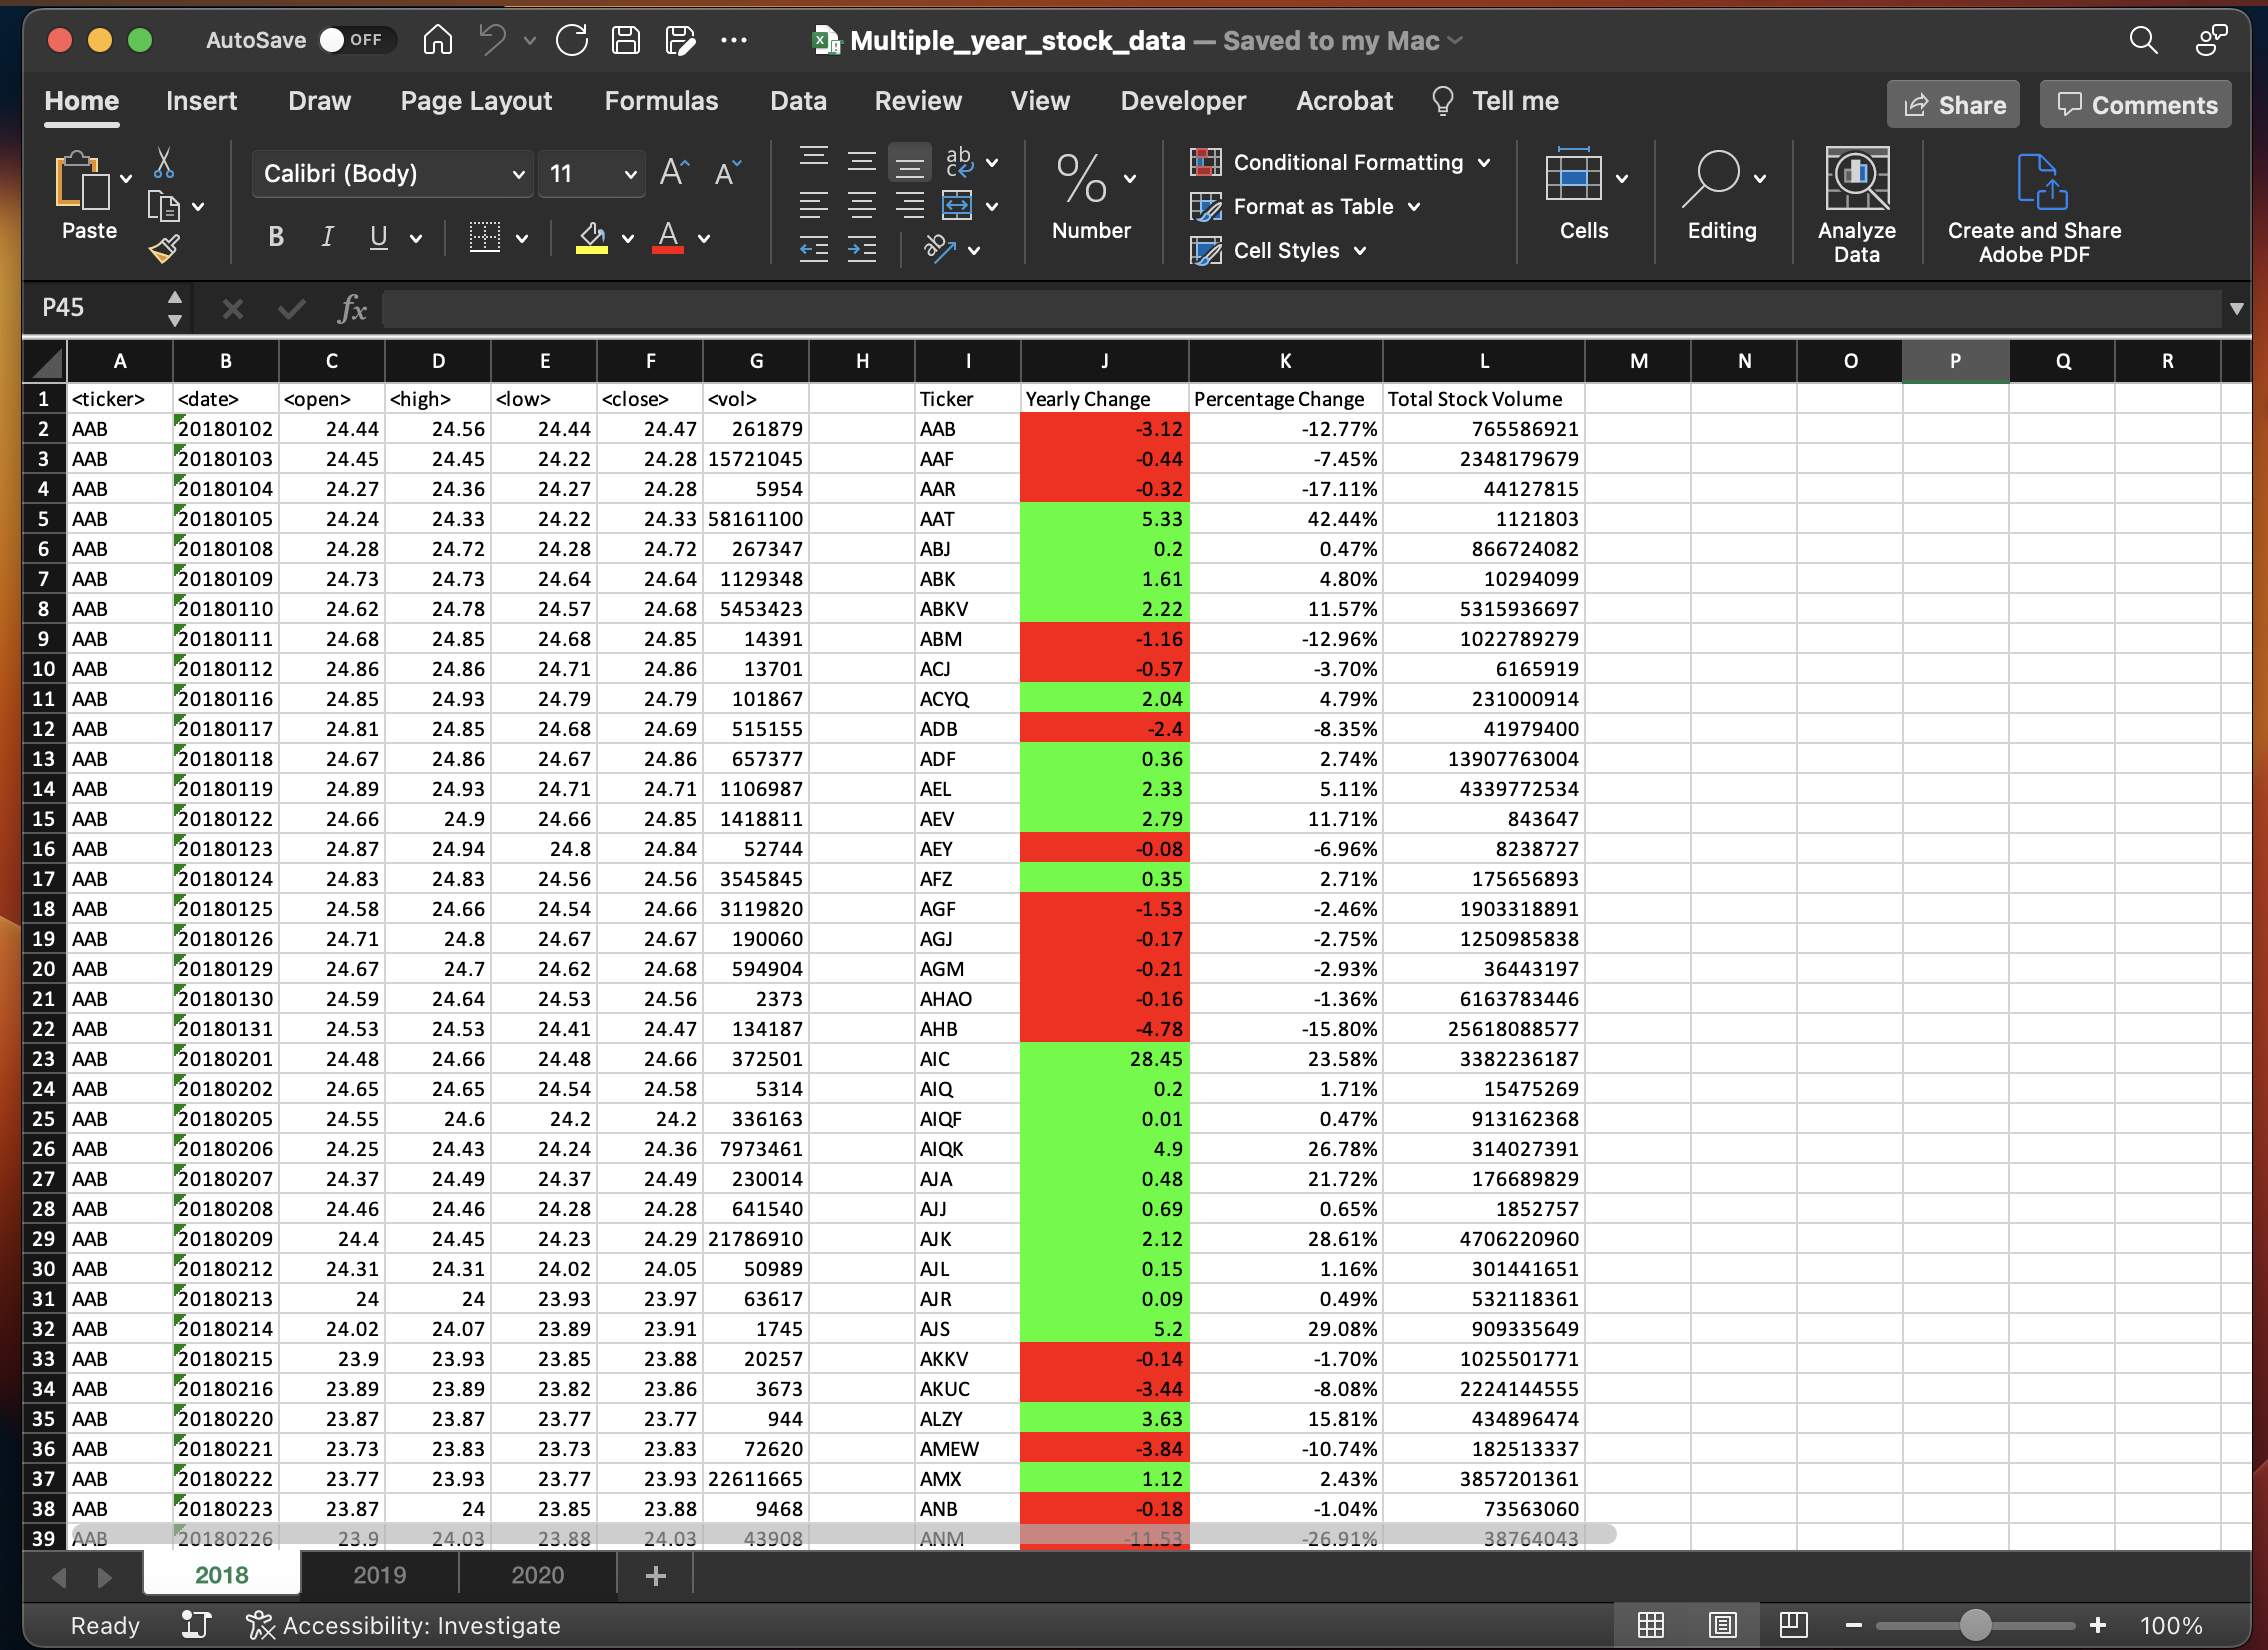 AutoSave OFF Multiple_year_stock_data — Saved to my Mac
Home Insert Draw Page Layout Formulas Data Review View Developer Acrobat Tell me Share Comments
Paste Calibri (Body) 11 A A ab Number Conditional Formatting Format as Table Cell Styles Cells Editing Analyze Data Create and Share Adobe PDF
B I U A ab
P45 fx
A B C D E F G H I J K L M N O P Q R
1 <ticker> <date> <open> <high> <low> <close> <vol> Ticker Yearly Change Percentage Change Total Stock Volume
2 AAB 20180102 24.44 24.56 24.44 24.47 261879 AAB -3.12 -12.77% 765586921
3 AAB 20180103 24.45 24.45 24.22 24.28 15721045 AAF -0.44 -7.45% 2348179679
4 AAB 20180104 24.27 24.36 24.27 24.28 5954 AAR -0.32 -17.11% 44127815
5 AAB 20180105 24.24 24.33 24.22 24.33 58161100 AAT 5.33 42.44% 1121803
6 AAB 20180108 24.28 24.72 24.28 24.72 267347 ABJ 0.2 0.47% 866724082
7 AAB 20180109 24.73 24.73 24.64 24.64 1129348 ABK 1.61 4.80% 10294099
8 AAB 20180110 24.62 24.78 24.57 24.68 5453423 ABKV 2.22 11.57% 5315936697
9 AAB 20180111 24.68 24.85 24.68 24.85 14391 ABM -1.16 -12.96% 1022789279
10 AAB 20180112 24.86 24.86 24.71 24.86 13701 ACJ -0.57 -3.70% 6165919
11 AAB 20180116 24.85 24.93 24.79 24.79 101867 ACYQ 2.04 4.79% 231000914
12 AAB 20180117 24.81 24.85 24.68 24.69 515155 ADB -2.4 -8.35% 41979400
13 AAB 20180118 24.67 24.86 24.67 24.86 657377 ADF 0.36 2.74% 13907763004
14 AAB 20180119 24.89 24.93 24.71 24.71 1106987 AEL 2.33 5.11% 4339772534
15 AAB 20180122 24.66 24.9 24.66 24.85 1418811 AEV 2.79 11.71% 843647
16 AAB 20180123 24.87 24.94 24.8 24.84 52744 AEY -0.08 -6.96% 8238727
17 AAB 20180124 24.83 24.83 24.56 24.56 3545845 AFZ 0.35 2.71% 175656893
18 AAB 20180125 24.58 24.66 24.54 24.66 3119820 AGF -1.53 -2.46% 1903318891
19 AAB 20180126 24.71 24.8 24.67 24.67 190060 AGJ -0.17 -2.75% 1250985838
20 AAB 20180129 24.67 24.7 24.62 24.68 594904 AGM -0.21 -2.93% 36443197
21 AAB 20180130 24.59 24.64 24.53 24.56 2373 AHAO -0.16 -1.36% 6163783446
22 AAB 20180131 24.53 24.53 24.41 24.47 134187 AHB -4.78 -15.80% 25618088577
23 AAB 20180201 24.48 24.66 24.48 24.66 372501 AIC 28.45 23.58% 3382236187
24 AAB 20180202 24.65 24.65 24.54 24.58 5314 AIQ 0.2 1.71% 15475269
25 AAB 20180205 24.55 24.6 24.2 24.2 336163 AIQF 0.01 0.47% 913162368
26 AAB 20180206 24.25 24.43 24.24 24.36 7973461 AIQK 4.9 26.78% 314027391
27 AAB 20180207 24.37 24.49 24.37 24.49 230014 AJA 0.48 21.72% 176689829
28 AAB 20180208 24.46 24.46 24.28 24.28 641540 AJJ 0.69 0.65% 1852757
29 AAB 20180209 24.4 24.45 24.23 24.29 21786910 AJK 2.12 28.61% 4706220960
30 AAB 20180212 24.31 24.31 24.02 24.05 50989 AJL 0.15 1.16% 301441651
31 AAB 20180213 24 24 23.93 23.97 63617 AJR 0.09 0.49% 532118361
32 AAB 20180214 24.02 24.07 23.89 23.91 1745 AJS 5.2 29.08% 909335649
33 AAB 20180215 23.9 23.93 23.85 23.88 20257 AKKV -0.14 -1.70% 1025501771
34 AAB 20180216 23.89 23.89 23.82 23.86 3673 AKUC -3.44 -8.08% 2224144555
35 AAB 20180220 23.87 23.87 23.77 23.77 944 ALZY 3.63 15.81% 434896474
36 AAB 20180221 23.73 23.83 23.73 23.83 72620 AMEW -3.84 -10.74% 182513337
37 AAB 20180222 23.77 23.93 23.77 23.93 22611665 AMX 1.12 2.43% 3857201361
38 AAB 20180223 23.87 24 23.85 23.88 9468 ANB -0.18 -1.04% 73563060
39 AAB 20180226 23.9 24.03 23.88 24.03 43908 ANM -11.53 -26.91% 38764043
2018 2019 2020 +
Ready Accessibility: Investigate 100%